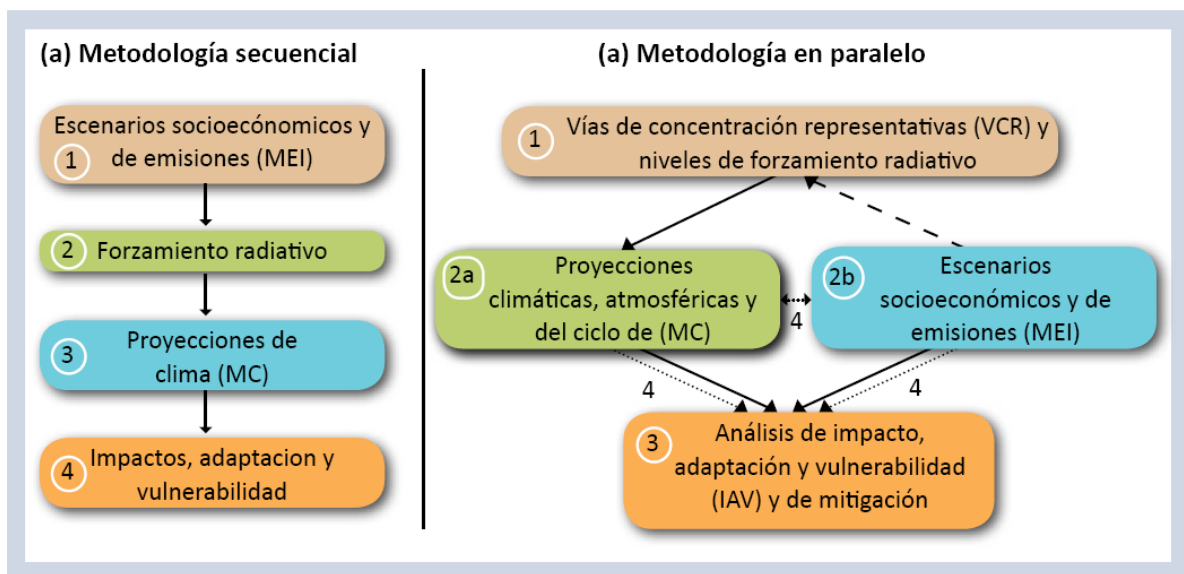 (a) Metodología secuencial
Escenarios socioecónomicos y
1 de emisiones (MEI)
2 Forzamiento radiativo
3 Proyecciones de
clima (MC)
4 Impactos, adaptacion y
vulnerabilidad
(a) Metodología en paralelo
1 Vías de concentración representativas (VCR) y
niveles de forzamiento radiativo
2a Proyecciones
climáticas, atmosféricas y
del ciclo de (MC)
4
2b Escenarios
socioeconómicos y de
emisiones (MEI)
4
4
3 Análisis de impacto,
adaptación y vulnerabilidad
(IAV) y de mitigación